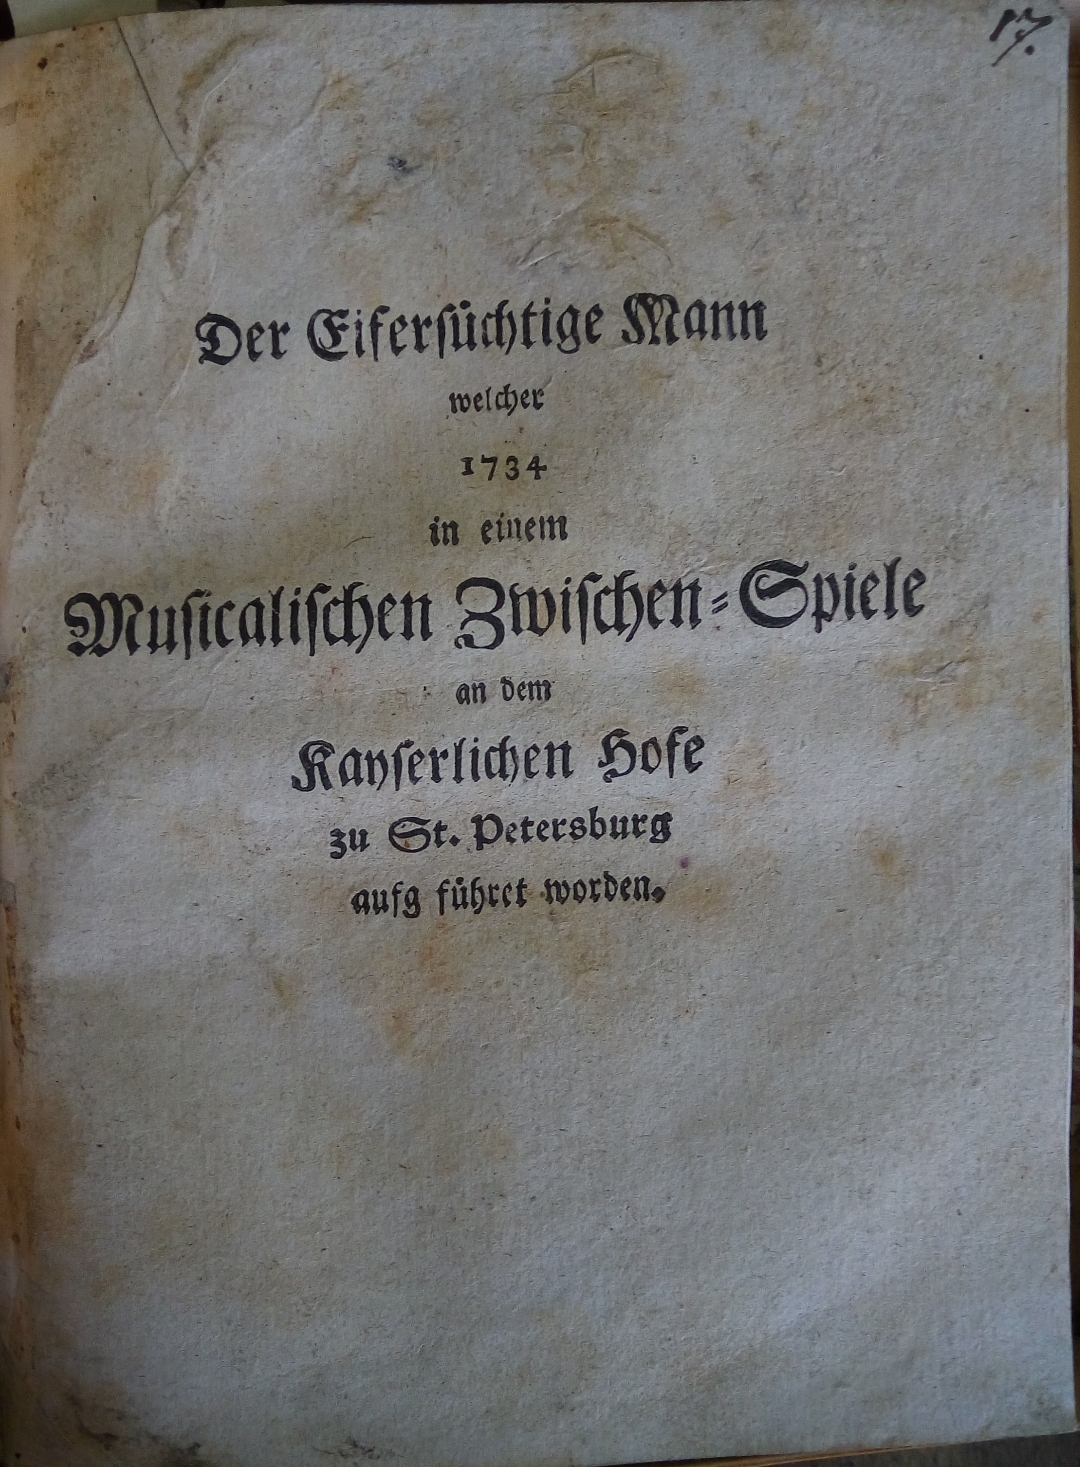 17.
Der Eifersüchtige Mann
welcher
1734
in einem
Musicalischen Zwischen-Spiele
an dem
Kayserlichen Hofe
zu St. Petersburg
aufg führet worden.